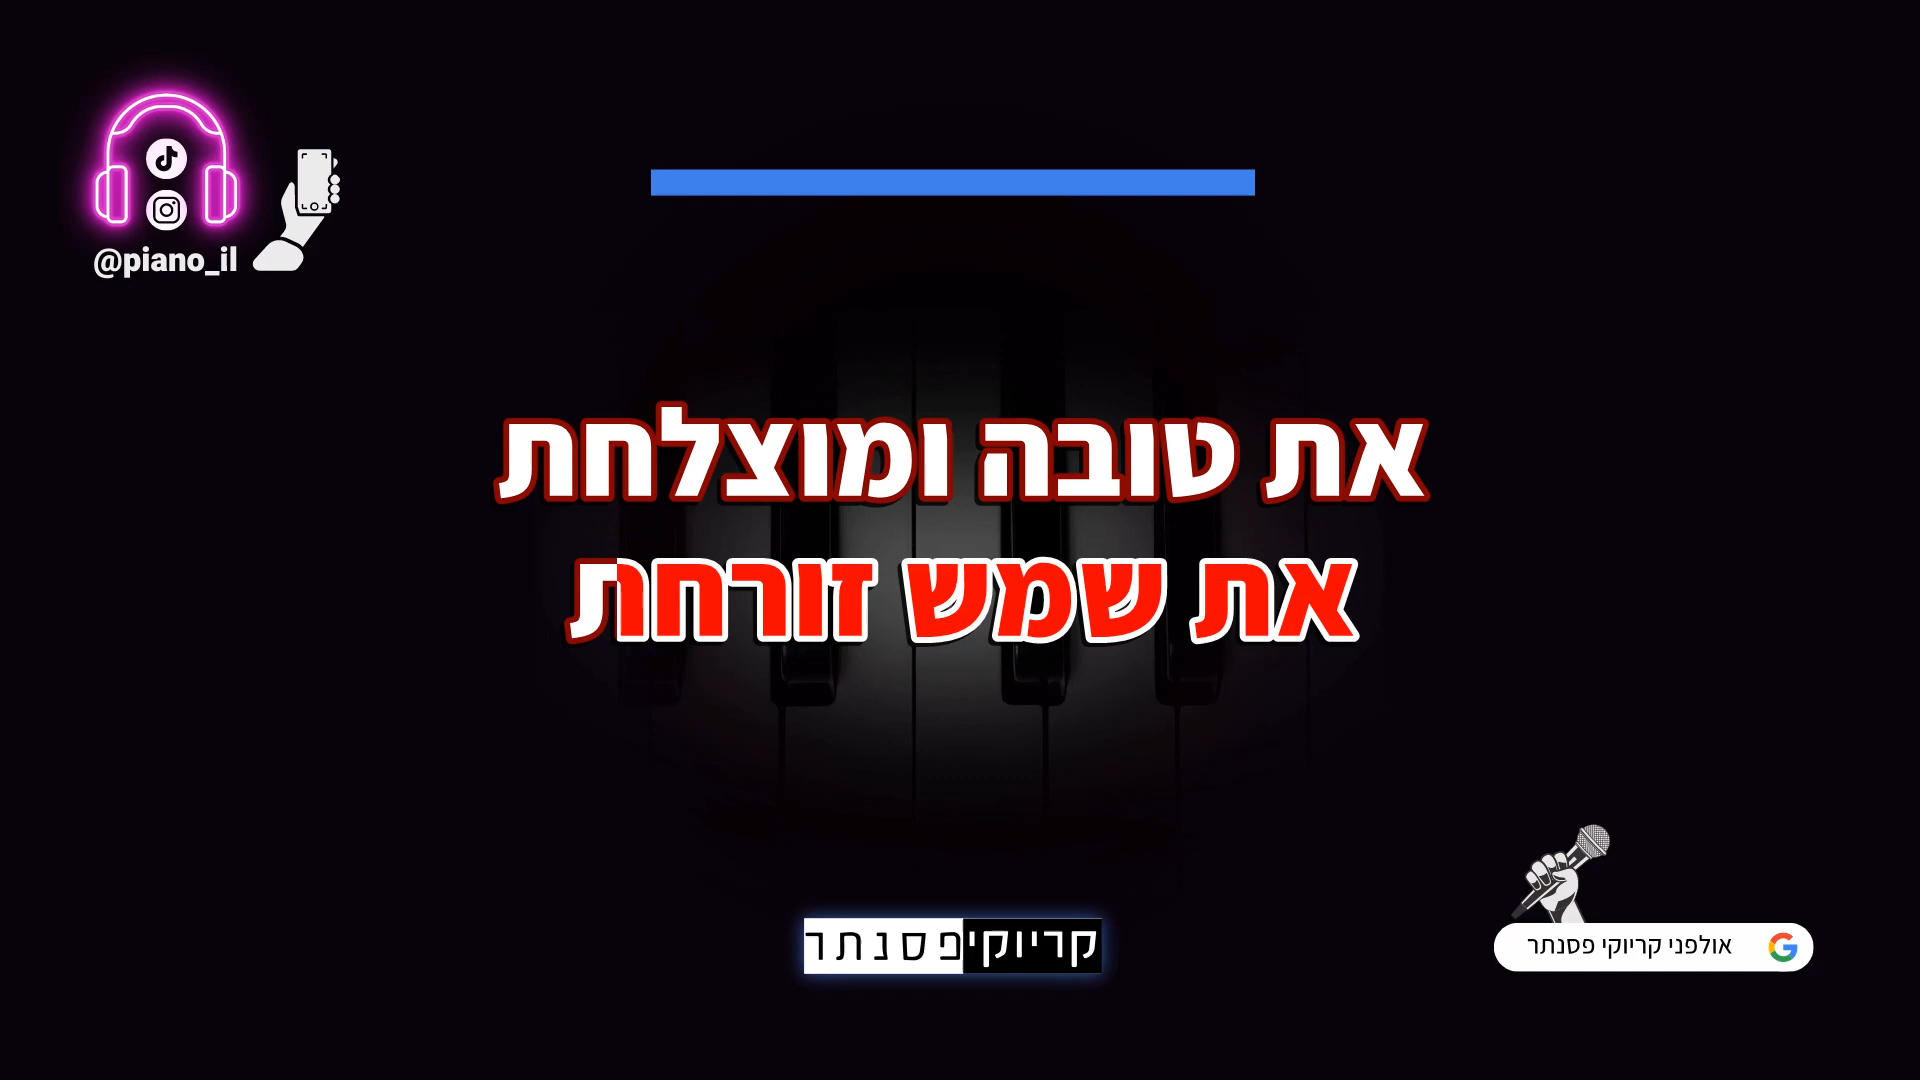 @piano_il
את טובה ומוצלחת
את שמש זורחת
קריוקיפסנתר
אולפני קריוקי פסנתר